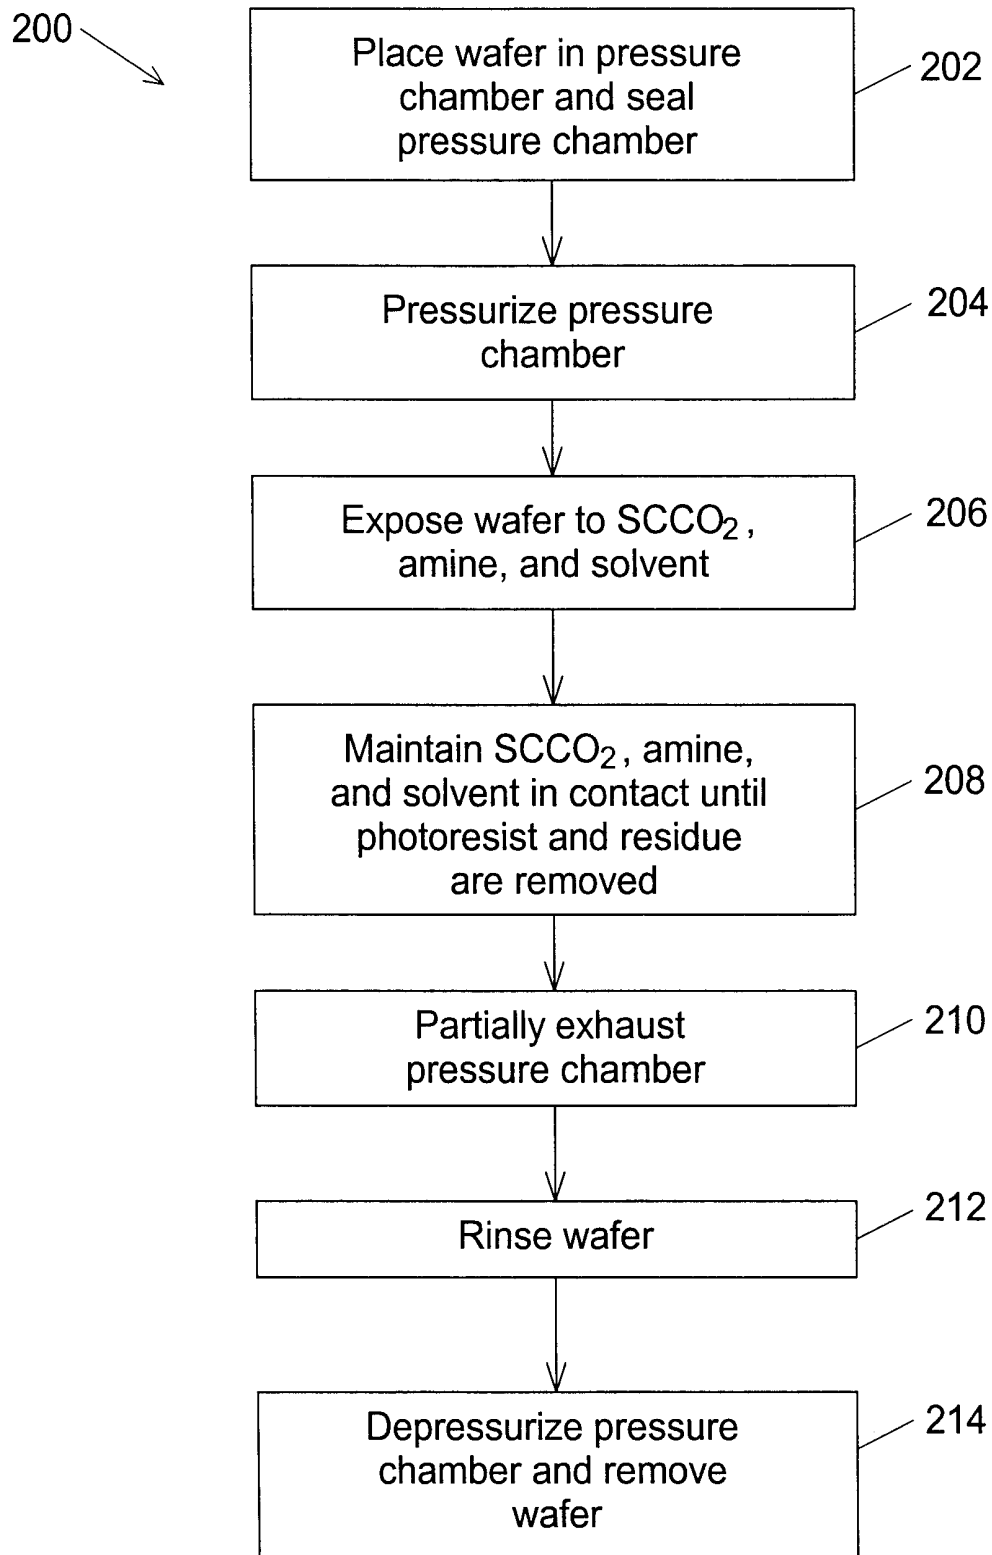 200
Place wafer in pressure
chamber and seal
pressure chamber
202
Pressurize pressure
chamber
204
Expose wafer to SCCO₂,
amine, and solvent
206
Maintain SCCO₂, amine,
and solvent in contact until
photoresist and residue
are removed
208
Partially exhaust
pressure chamber
210
Rinse wafer
212
Depressurize pressure
chamber and remove
wafer
214